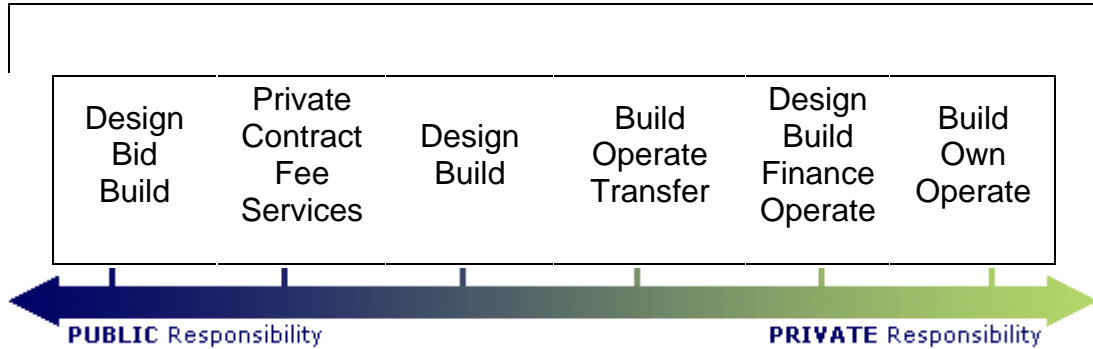 Design
Bid
Build
Private
Contract
Fee
Services
Design
Build
Build
Operate
Transfer
Design
Build
Finance
Operate
Build
Own
Operate
PUBLIC Responsibility
PRIVATE Responsibility